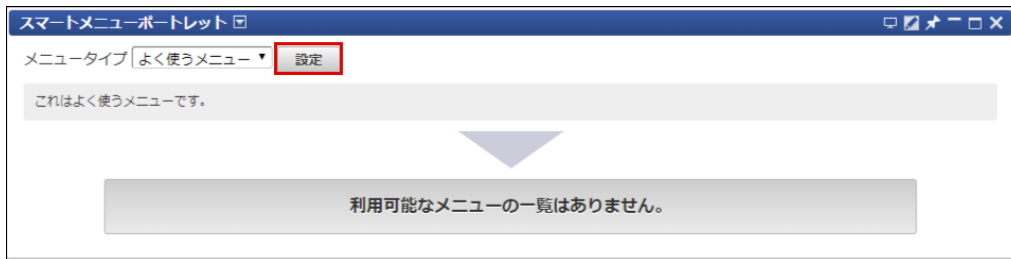 スマートメニューポートレット
メニュータイプ よく使うメニュー 設定
これはよく使うメニューです。
利用可能なメニューの一覧はありません。